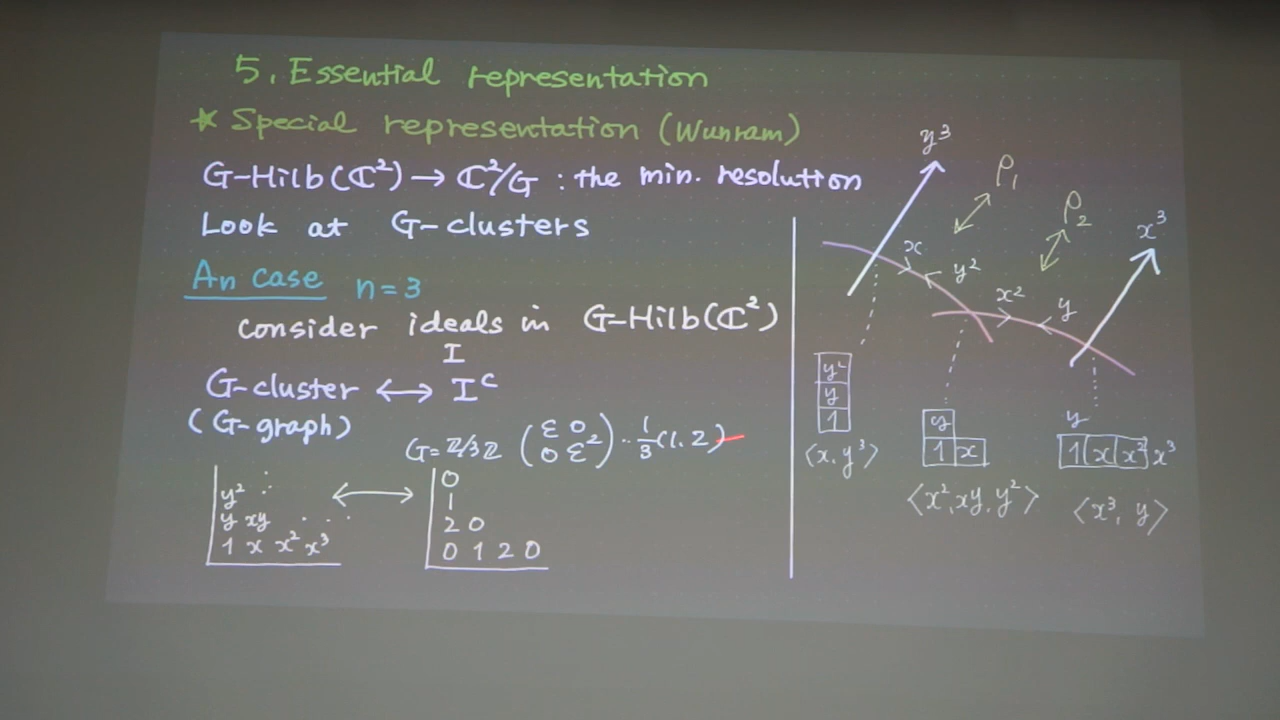 5. Essential representation
* Special representation (Wunram)
G-Hilb(ℂ²) → ℂ²/G : the min. resolution
Look at G-clusters
An case n=3
consider ideals in G-Hilb(ℂ²)
I
G-cluster ↔ I^c
(G-graph)
G=ℤ/3ℤ (ε 0
0 ε²) ·· 1/3(1.2)
y²
y xy
1 x x² x³
↔
0
1
2 0
0 1 2 0
y³
ρ₁
ρ₂
x³
x y²
x² y
y²
y
1
⟨x, y³⟩
y
1 x
⟨x², xy, y²⟩
y
1 x x² x³
⟨x³, y⟩